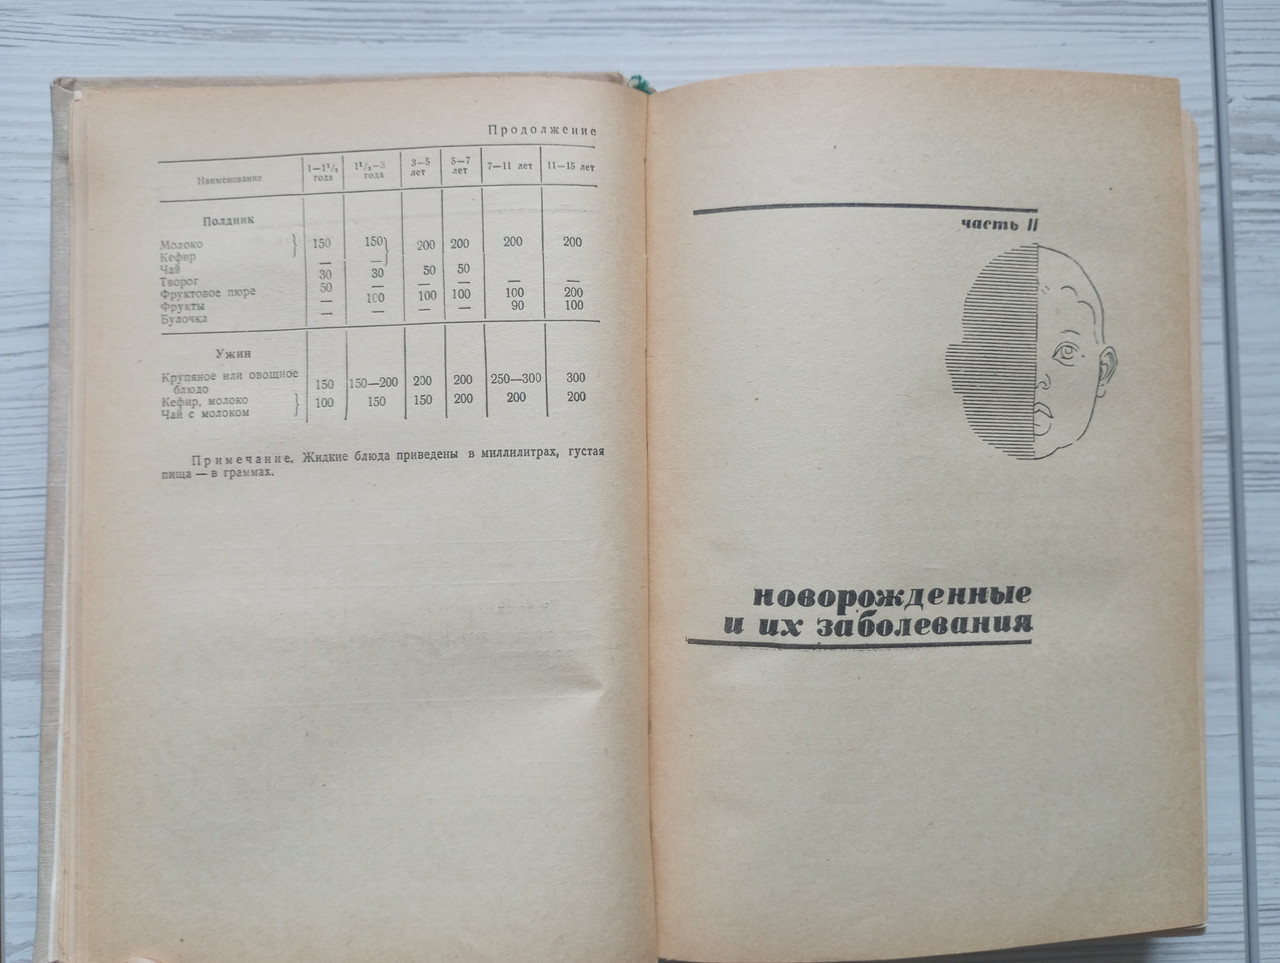 Продолжение
Наименование 1—1½ года 1½—3 года 3—5 лет 5—7 лет 7—11 лет 11—15 лет
Полдник
Молоко } 150 150 } 200 200 200 200
Кефир
Чай — —
Творог 30 30 50 50 — —
Фруктовое пюре 50 — — —
Фрукты — 100 100 100 100 200
Булочка — — — — 90 100
Ужин
Крупяное или овощное
блюдо 150 150—200 200 200 250—300 300
Кефир, молоко } 100 150 150 200 200 200
Чай с молоком
Примечание. Жидкие блюда приведены в миллилитрах, густая
пища — в граммах.
часть II
новорожденные
и их заболевания